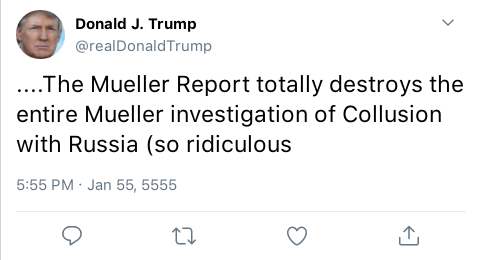 Donald J. Trump
@realDonaldTrump
....The Mueller Report totally destroys the
entire Mueller investigation of Collusion
with Russia (so ridiculous
5:55 PM · Jan 55, 5555